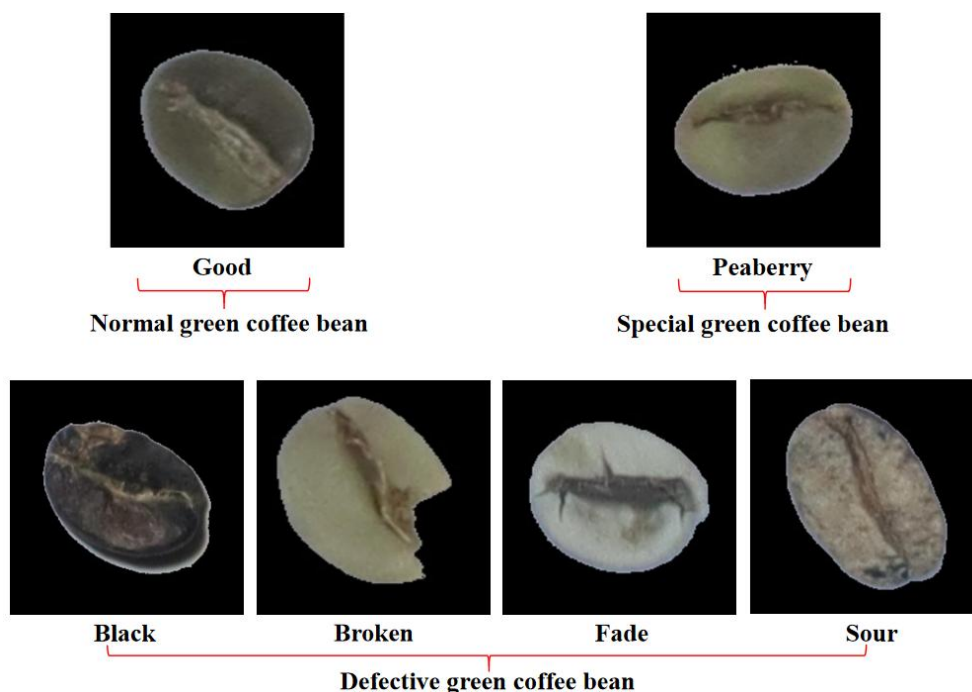 Good
Peaberry
Normal green coffee bean
Special green coffee bean
Black
Broken
Fade
Sour
Defective green coffee bean